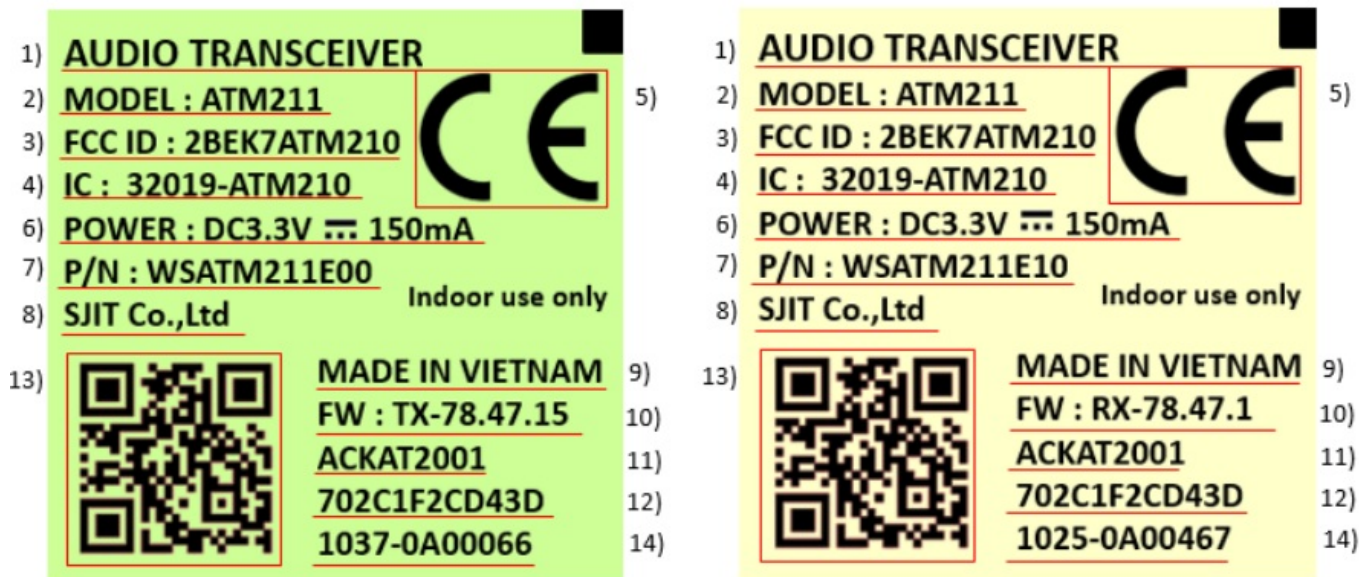 1) AUDIO TRANSCEIVER
2) MODEL : ATM211 5)
3) FCC ID : 2BEK7ATM210
4) IC : 32019-ATM210
CE
6) POWER : DC3.3V ⎓ 150mA
7) P/N : WSATM211E00
Indoor use only
8) SJIT Co.,Ltd
13)
MADE IN VIETNAM 9)
FW : TX-78.47.15 10)
ACKAT2001 11)
702C1F2CD43D 12)
1037-0A00066 14)
1) AUDIO TRANSCEIVER
2) MODEL : ATM211 5)
3) FCC ID : 2BEK7ATM210
4) IC : 32019-ATM210
CE
6) POWER : DC3.3V ⎓ 150mA
7) P/N : WSATM211E10
Indoor use only
8) SJIT Co.,Ltd
13)
MADE IN VIETNAM 9)
FW : RX-78.47.1 10)
ACKAT2001 11)
702C1F2CD43D 12)
1025-0A00467 14)